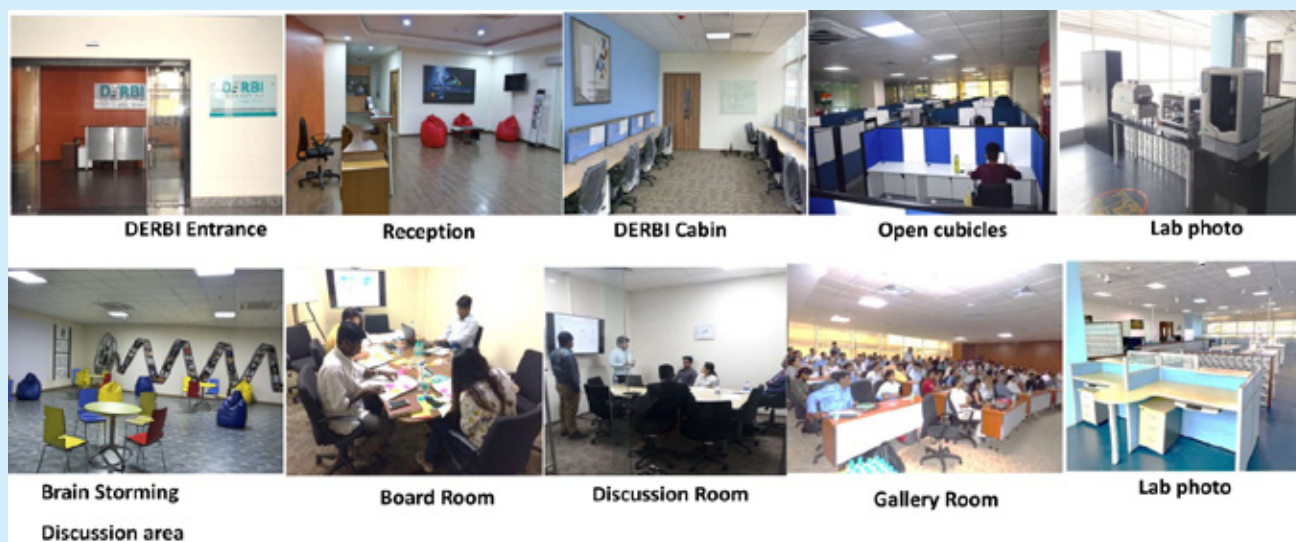 DERBI
DERBI
DERBI Entrance
Reception
DERBI Cabin
Open cubicles
Lab photo
Brain Storming
Discussion area
Board Room
Discussion Room
Gallery Room
Lab photo